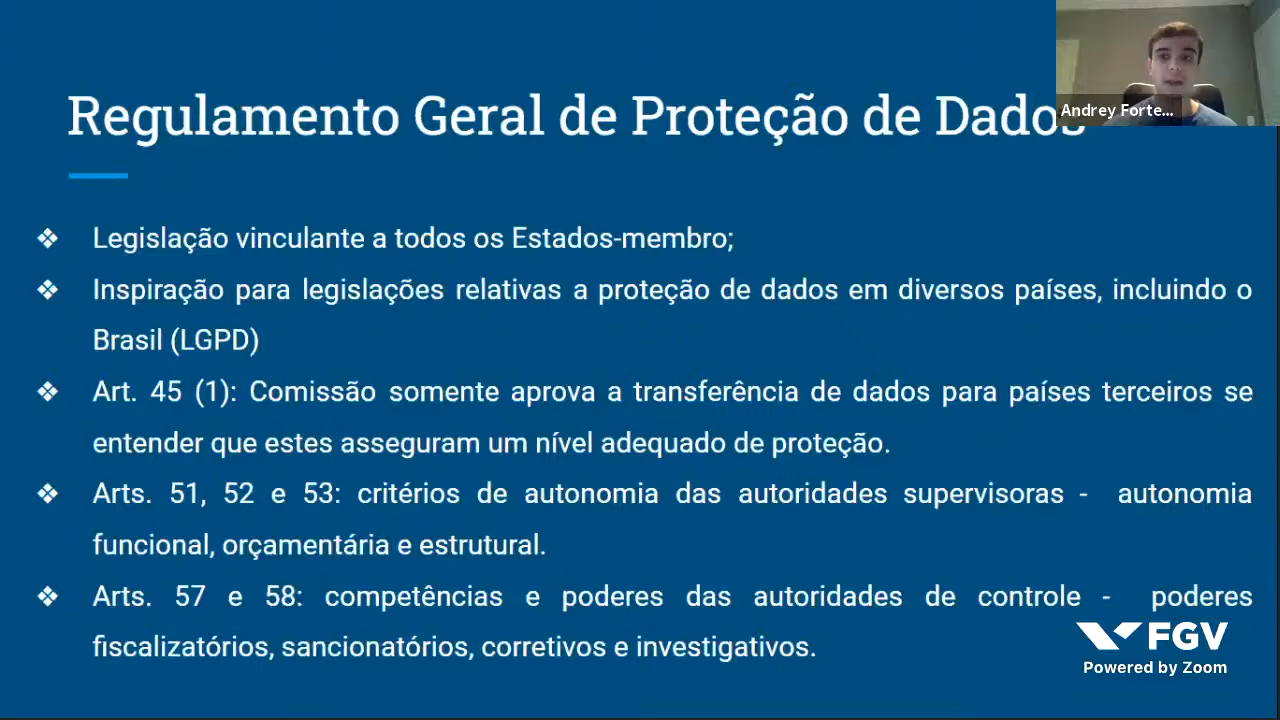 Regulamento Geral de Proteção de Dados
Andrey Forte...
❖ Legislação vinculante a todos os Estados-membro;
❖ Inspiração para legislações relativas a proteção de dados em diversos países, incluindo o
Brasil (LGPD)
❖ Art. 45 (1): Comissão somente aprova a transferência de dados para países terceiros se
entender que estes asseguram um nível adequado de proteção.
❖ Arts. 51, 52 e 53: critérios de autonomia das autoridades supervisoras - autonomia
funcional, orçamentária e estrutural.
❖ Arts. 57 e 58: competências e poderes das autoridades de controle - poderes
fiscalizatórios, sancionatórios, corretivos e investigativos.
FGV
Powered by Zoom